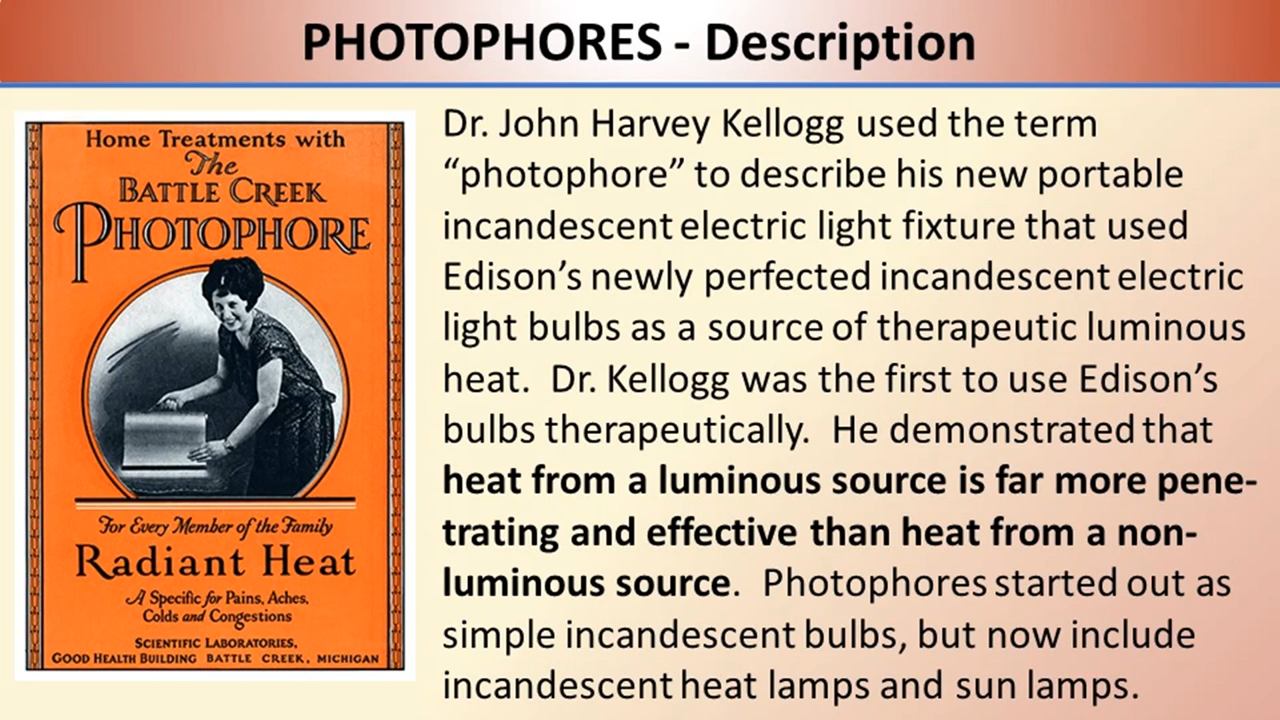 PHOTOPHORES - Description
Home Treatments with
The
BATTLE CREEK
PHOTOPHORE
For Every Member of the Family
Radiant Heat
A Specific for Pains, Aches,
Colds and Congestions
SCIENTIFIC LABORATORIES,
GOOD HEALTH BUILDING BATTLE CREEK, MICHIGAN
Dr. John Harvey Kellogg used the term
“photophore” to describe his new portable
incandescent electric light fixture that used
Edison’s newly perfected incandescent electric
light bulbs as a source of therapeutic luminous
heat.  Dr. Kellogg was the first to use Edison’s
bulbs therapeutically.  He demonstrated that
heat from a luminous source is far more pene-
trating and effective than heat from a non-
luminous source.  Photophores started out as
simple incandescent bulbs, but now include
incandescent heat lamps and sun lamps.